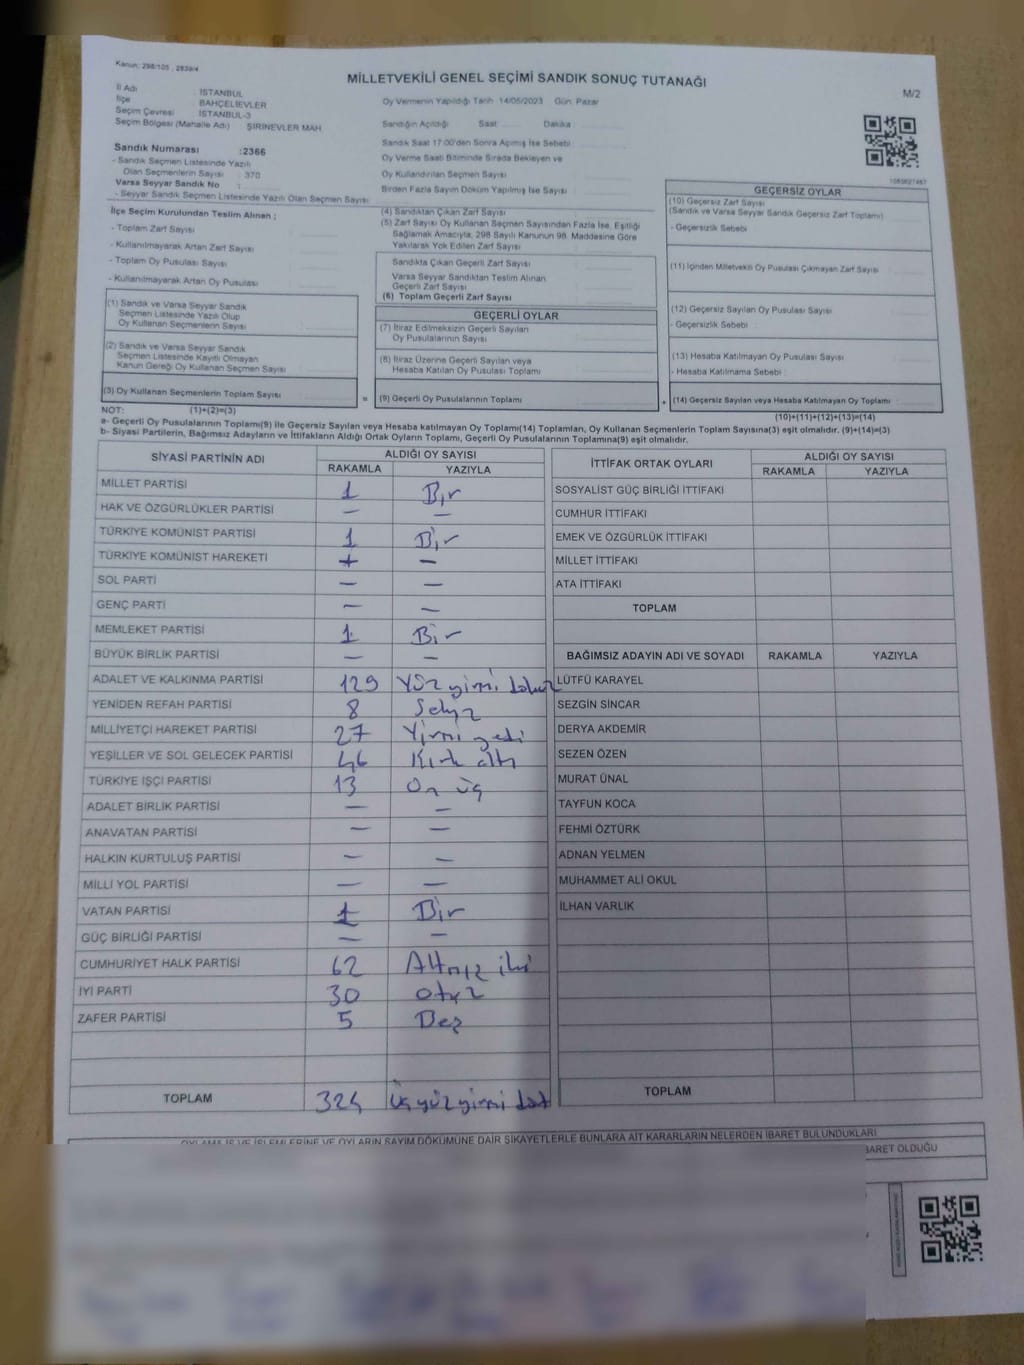 Kanun: 298/105 , 2839/4
MİLLETVEKİLİ GENEL SEÇİMİ SANDIK SONUÇ TUTANAĞI
M/2
İl Adı : İSTANBUL
İlçe : BAHÇELİEVLER
Seçim Çevresi : İSTANBUL-3
Seçim Bölgesi (Mahalle Adı) : ŞİRİNEVLER MAH
Oy Vermenin Yapıldığı Tarih 14/05/2023 Gün: Pazar
Sandığın Açıldığı Saat Dakika
Sandık Saat 17:00'den Sonra Açılmış İse Sebebi
Oy Verme Saati Bitiminde Sırada Bekleyen ve
Oy Kullandırılan Seçmen Sayısı
Birden Fazla Sayım Döküm Yapılmış İse Sayısı
Sandık Numarası :2366
- Sandık Seçmen Listesinde Yazılı
Olan Seçmenlerin Sayısı : 370
Varsa Seyyar Sandık No :
- Seyyar Sandık Seçmen Listesinde Yazılı Olan Seçmen Sayısı
İlçe Seçim Kurulundan Teslim Alınan ;
- Toplam Zarf Sayısı :
- Kullanılmayarak Artan Zarf Sayısı :
- Toplam Oy Pusulası Sayısı :
- Kullanılmayarak Artan Oy Pusulası :
(1) Sandık ve Varsa Seyyar Sandık
Seçmen Listesinde Yazılı Olup
Oy Kullanan Seçmenlerin Sayısı :
(2) Sandık ve Varsa Seyyar Sandık
Seçmen Listesinde Kayıtlı Olmayan
Kanun Gereği Oy Kullanan Seçmen Sayısı :
(3) Oy Kullanan Seçmenlerin Toplam Sayısı :
(4) Sandıktan Çıkan Zarf Sayısı :
(5) Zarf Sayısı Oy Kullanan Seçmen Sayısından Fazla İse, Eşitliği
Sağlamak Amacıyla, 298 Sayılı Kanunun 98. Maddesine Göre
Yakılarak Yok Edilen Zarf Sayısı
Sandıkta Çıkan Geçerli Zarf Sayısı :
Varsa Seyyar Sandıktan Teslim Alınan
Geçerli Zarf Sayısı :
(6) Toplam Geçerli Zarf Sayısı :
GEÇERLİ OYLAR
(7) İtiraz Edilmeksizin Geçerli Sayılan
Oy Pusulalarının Sayısı :
(8) İtiraz Üzerine Geçerli Sayılan veya
Hesaba Katılan Oy Pusulası Toplamı :
= (9) Geçerli Oy Pusulalarının Toplamı :
GEÇERSİZ OYLAR
(10) Geçersiz Zarf Sayısı
(Sandık ve Varsa Seyyar Sandık Geçersiz Zarf Toplamı)
- Geçersizlik Sebebi :
(11) İçinden Milletvekili Oy Pusulası Çıkmayan Zarf Sayısı
(12) Geçersiz Sayılan Oy Pusulası Sayısı :
- Geçersizlik Sebebi :
(13) Hesaba Katılmayan Oy Pusulası Sayısı
- Hesaba Katılmama Sebebi :
+ (14) Geçersiz Sayılan veya Hesaba Katılmayan Oy Toplamı :
NOT: (1)+(2)=(3) (10)+(11)+(12)+(13)=(14)
a- Geçerli Oy Pusulalarının Toplamı(9) ile Geçersiz Sayılan veya Hesaba Katılmayan Oy Toplamı(14) Toplamları, Oy Kullanan Seçmenlerin Toplam Sayısına(3) eşit olmalıdır. (9)+(14)=(3)
b- Siyasi Partilerin, Bağımsız Adayların ve İttifakların Aldığı Ortak Oyların Toplamı, Geçerli Oy Pusulalarının Toplamına(9) eşit olmalıdır.
SİYASİ PARTİNİN ADI ALDIĞI OY SAYISI
RAKAMLA YAZIYLA
MİLLET PARTİSİ 1 Bir
HAK VE ÖZGÜRLÜKLER PARTİSİ — —
TÜRKİYE KOMÜNİST PARTİSİ 1 Bir
TÜRKİYE KOMÜNİST HAREKETİ — —
SOL PARTİ — —
GENÇ PARTİ — —
MEMLEKET PARTİSİ 1 Bir
BÜYÜK BİRLİK PARTİSİ — —
ADALET VE KALKINMA PARTİSİ 129 Yüz yirmi dokuz
YENİDEN REFAH PARTİSİ 8 Sekiz
MİLLİYETÇİ HAREKET PARTİSİ 27 Yirmi yedi
YEŞİLLER VE SOL GELECEK PARTİSİ 46 Kırk altı
TÜRKİYE İŞÇİ PARTİSİ 13 On üç
ADALET BİRLİK PARTİSİ — —
ANAVATAN PARTİSİ — —
HALKIN KURTULUŞ PARTİSİ — —
MİLLİ YOL PARTİSİ — —
VATAN PARTİSİ 1 Bir
GÜÇ BİRLİĞİ PARTİSİ — —
CUMHURİYET HALK PARTİSİ 62 Altmış iki
İYİ PARTİ 30 Otuz
ZAFER PARTİSİ 5 Beş
TOPLAM 324 Üçyüz yirmi dört
İTTİFAK ORTAK OYLARI ALDIĞI OY SAYISI
RAKAMLA YAZIYLA
SOSYALİST GÜÇ BİRLİĞİ İTTİFAKI
CUMHUR İTTİFAKI
EMEK VE ÖZGÜRLÜK İTTİFAKI
MİLLET İTTİFAKI
ATA İTTİFAKI
TOPLAM
BAĞIMSIZ ADAYIN ADI VE SOYADI RAKAMLA YAZIYLA
LÜTFÜ KARAYEL
SEZGİN SİNCAR
DERYA AKDEMİR
SEZEN ÖZEN
MURAT ÜNAL
TAYFUN KOCA
FEHMİ ÖZTÜRK
ADNAN YELMEN
MUHAMMET ALİ OKUL
İLHAN VARLIK
TOPLAM
OYLAMA İŞ VE İŞLEMLERİNE VE OYLARIN SAYIM DÖKÜMÜNE DAİR ŞİKAYETLERLE BUNLARA AİT KARARLARIN NELERDEN İBARET BULUNDUKLARI
İBARET OLDUĞU